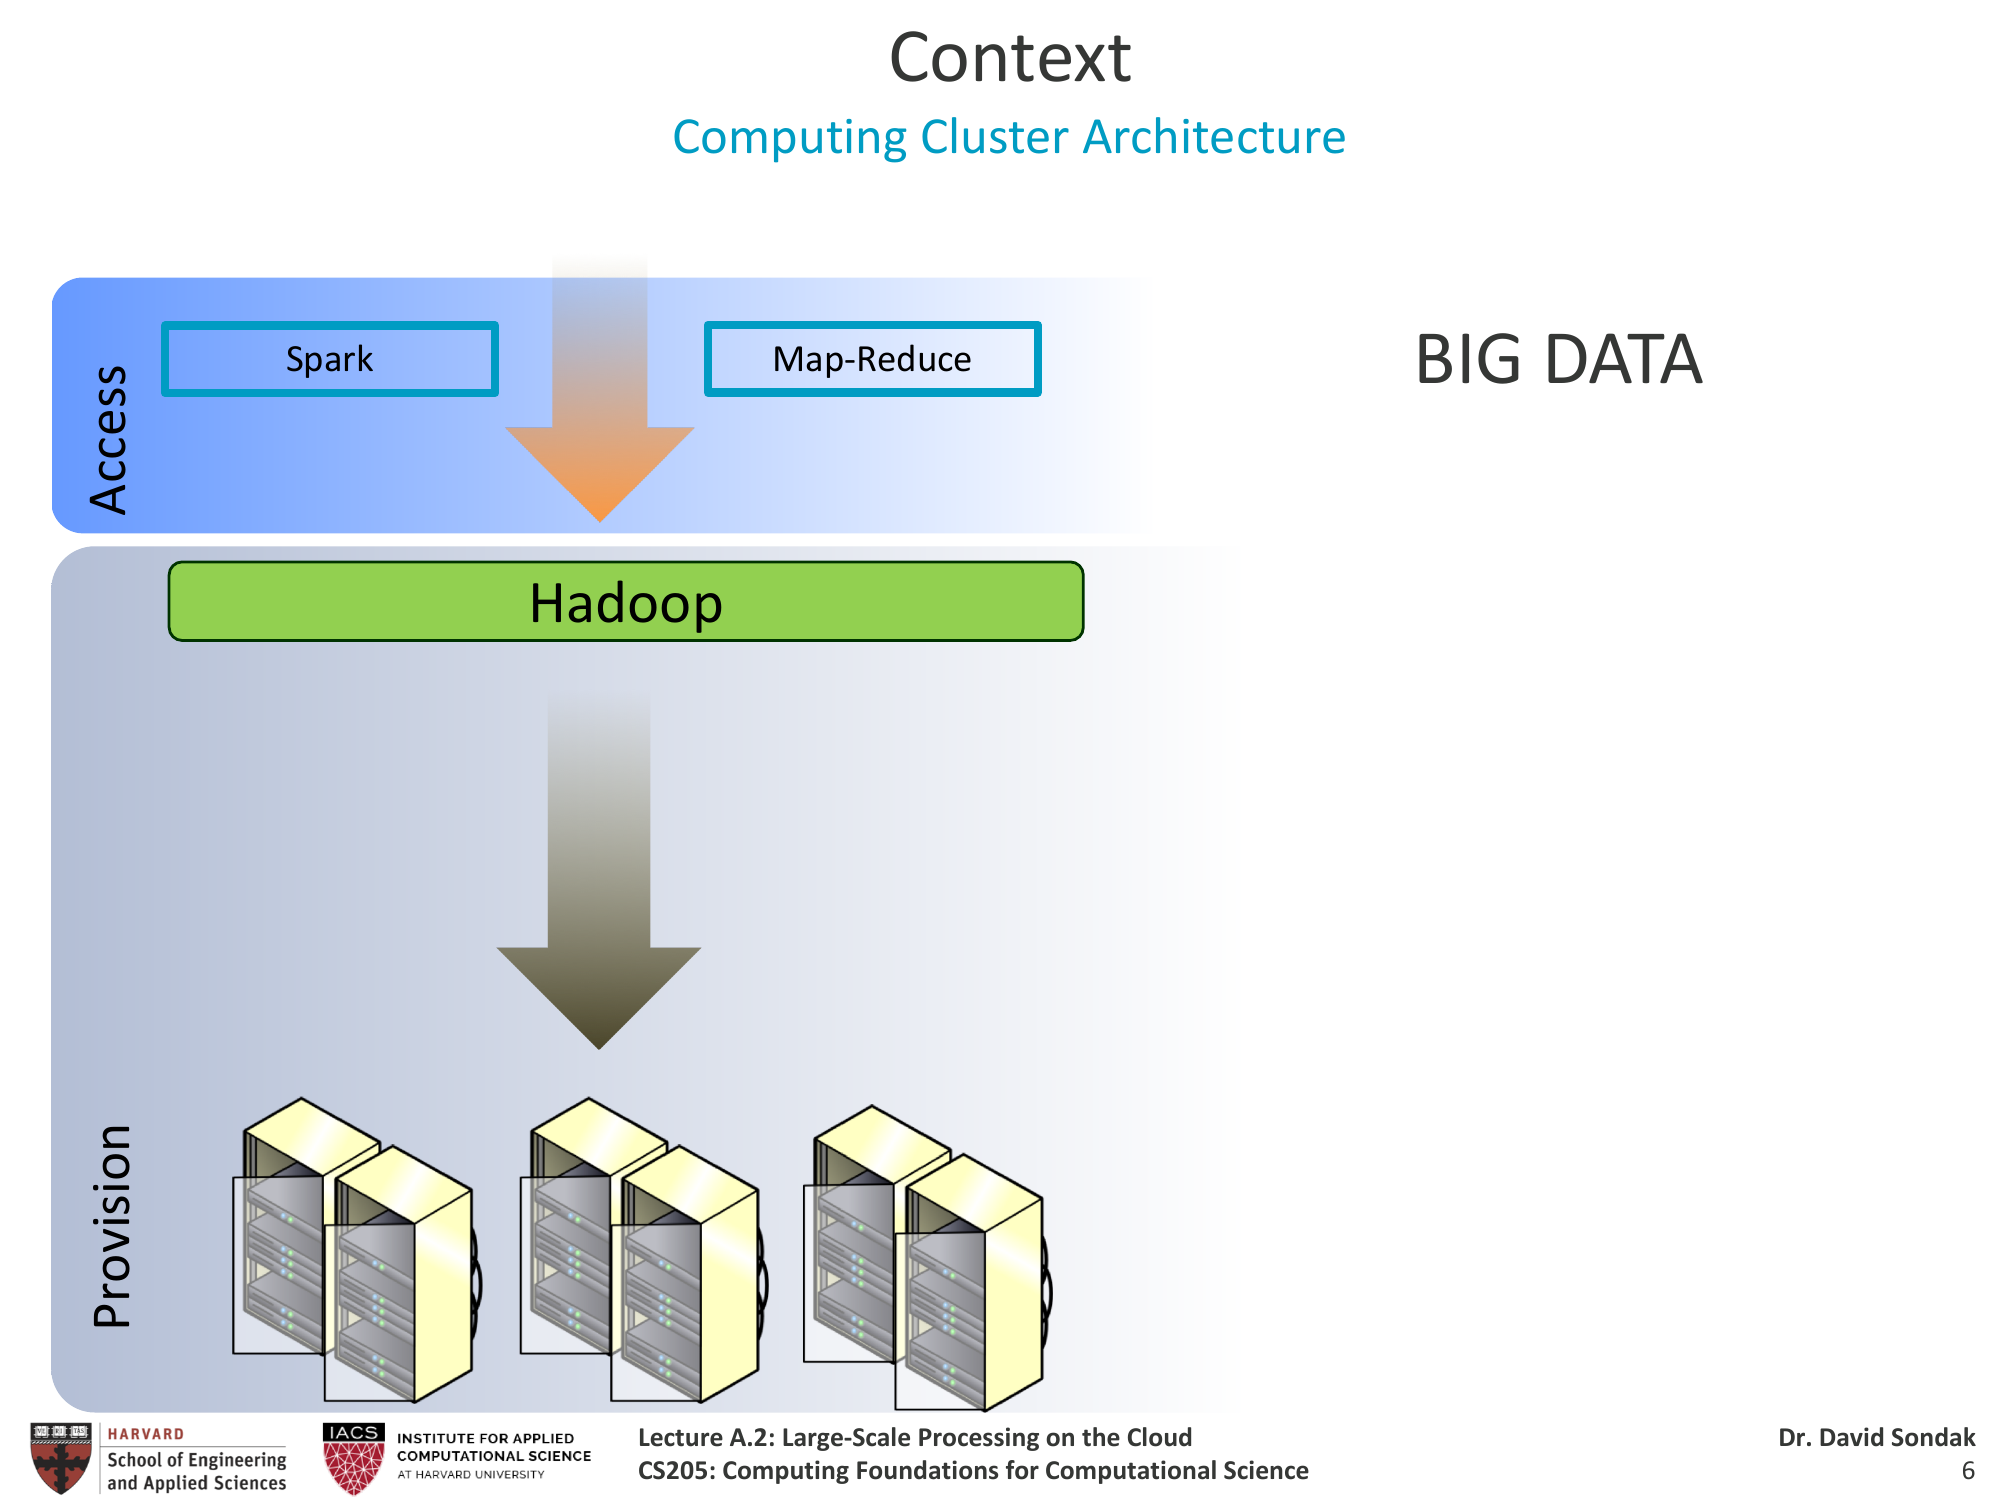 Context
Computing Cluster Architecture
Access
Spark
Map-Reduce
BIG DATA
Hadoop
Provision
HARVARD
School of Engineering
and Applied Sciences
IACS
INSTITUTE FOR APPLIED
COMPUTATIONAL SCIENCE
AT HARVARD UNIVERSITY
Lecture A.2: Large-Scale Processing on the Cloud
CS205: Computing Foundations for Computational Science
Dr. David Sondak
6